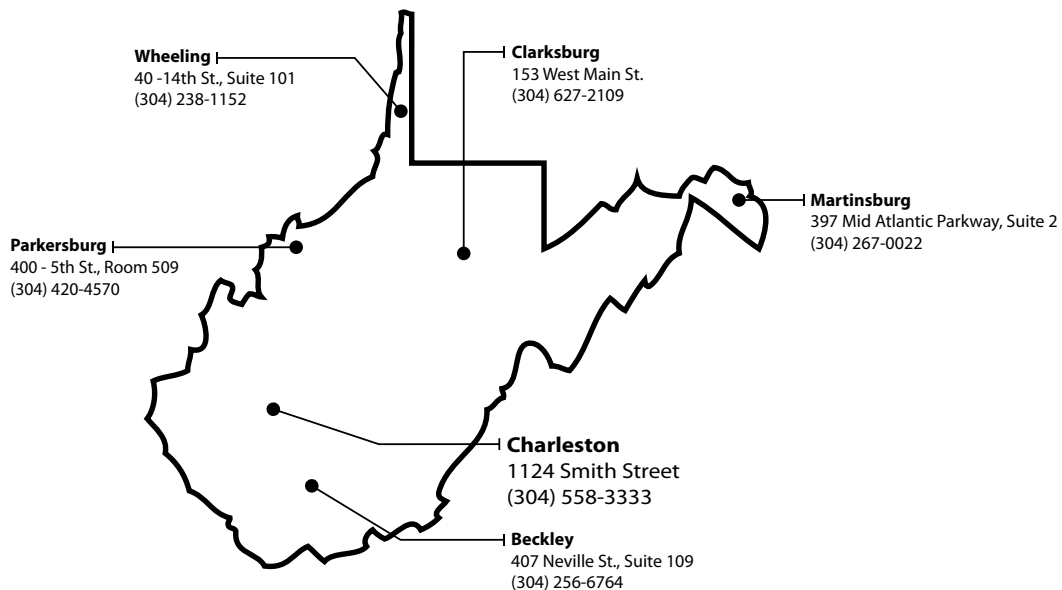 Wheeling
40 -14th St., Suite 101
(304) 238-1152
Clarksburg
153 West Main St.
(304) 627-2109
Martinsburg
397 Mid Atlantic Parkway, Suite 2
(304) 267-0022
Parkersburg
400 - 5th St., Room 509
(304) 420-4570
Charleston
1124 Smith Street
(304) 558-3333
Beckley
407 Neville St., Suite 109
(304) 256-6764